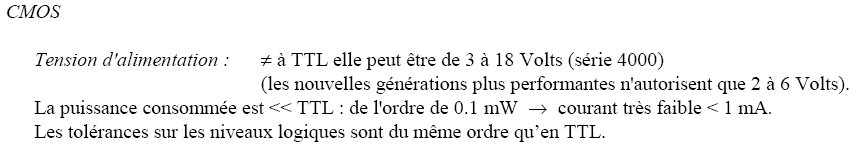 CMOS
Tension d'alimentation : ≠ à TTL elle peut être de 3 à 18 Volts (série 4000)
(les nouvelles générations plus performantes n'autorisent que 2 à 6 Volts).
La puissance consommée est << TTL : de l'ordre de 0.1 mW → courant très faible < 1 mA.
Les tolérances sur les niveaux logiques sont du même ordre qu’en TTL.